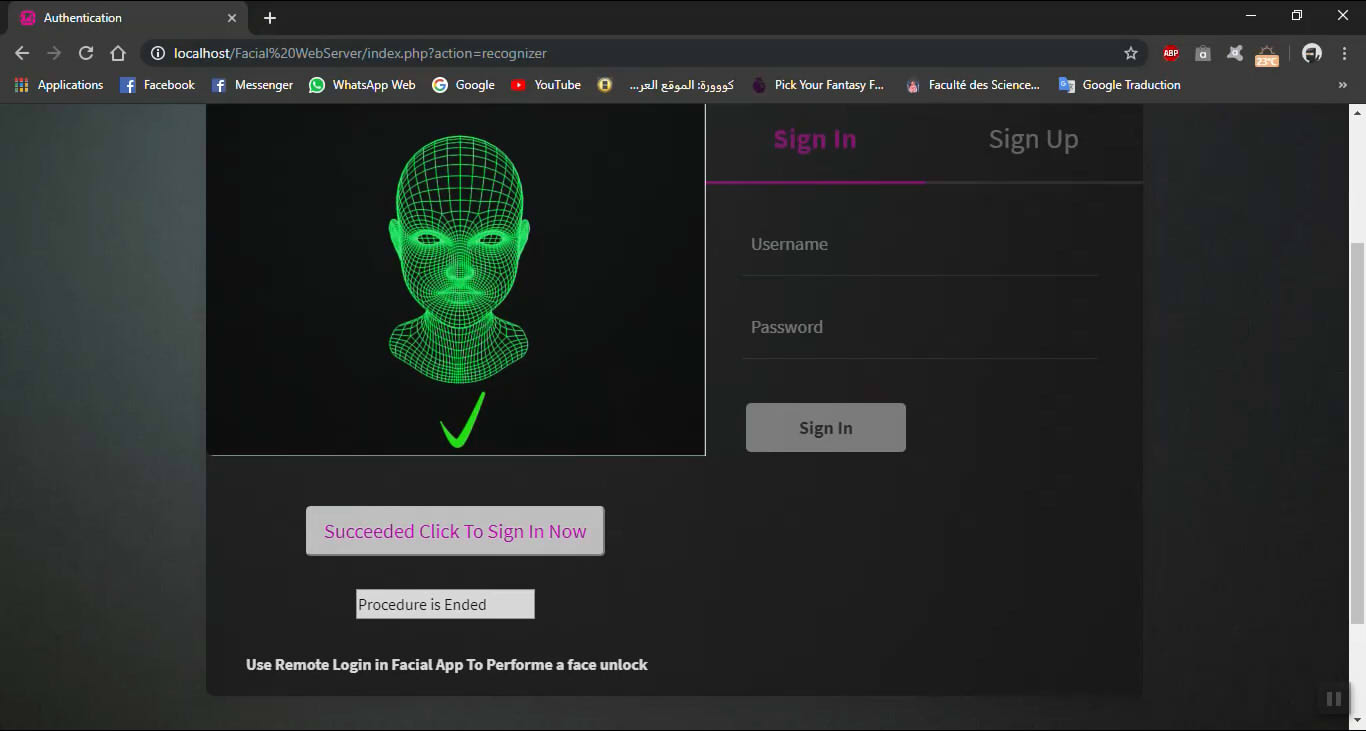 Authentication
localhost/Facial%20WebServer/index.php?action=recognizer
ABP
a
23°C
Applications
Facebook
Messenger
WhatsApp Web
Google
YouTube
كووورة: الموقع العر...
Pick Your Fantasy F...
Faculté des Science...
Google Traduction
»
Sign In
Sign Up
Username
Password
Sign In
Succeeded Click To Sign In Now
Procedure is Ended
Use Remote Login in Facial App To Performe a face unlock